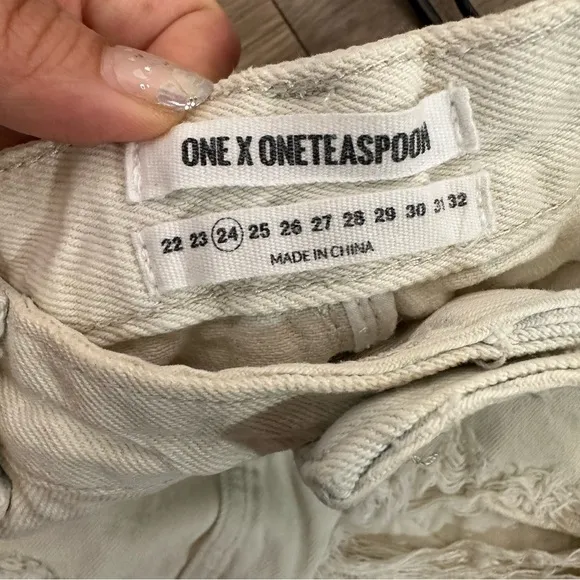 ONE X ONETEASPOON
22 23 24 25 26 27 28 29 30 31 32
MADE IN CHINA